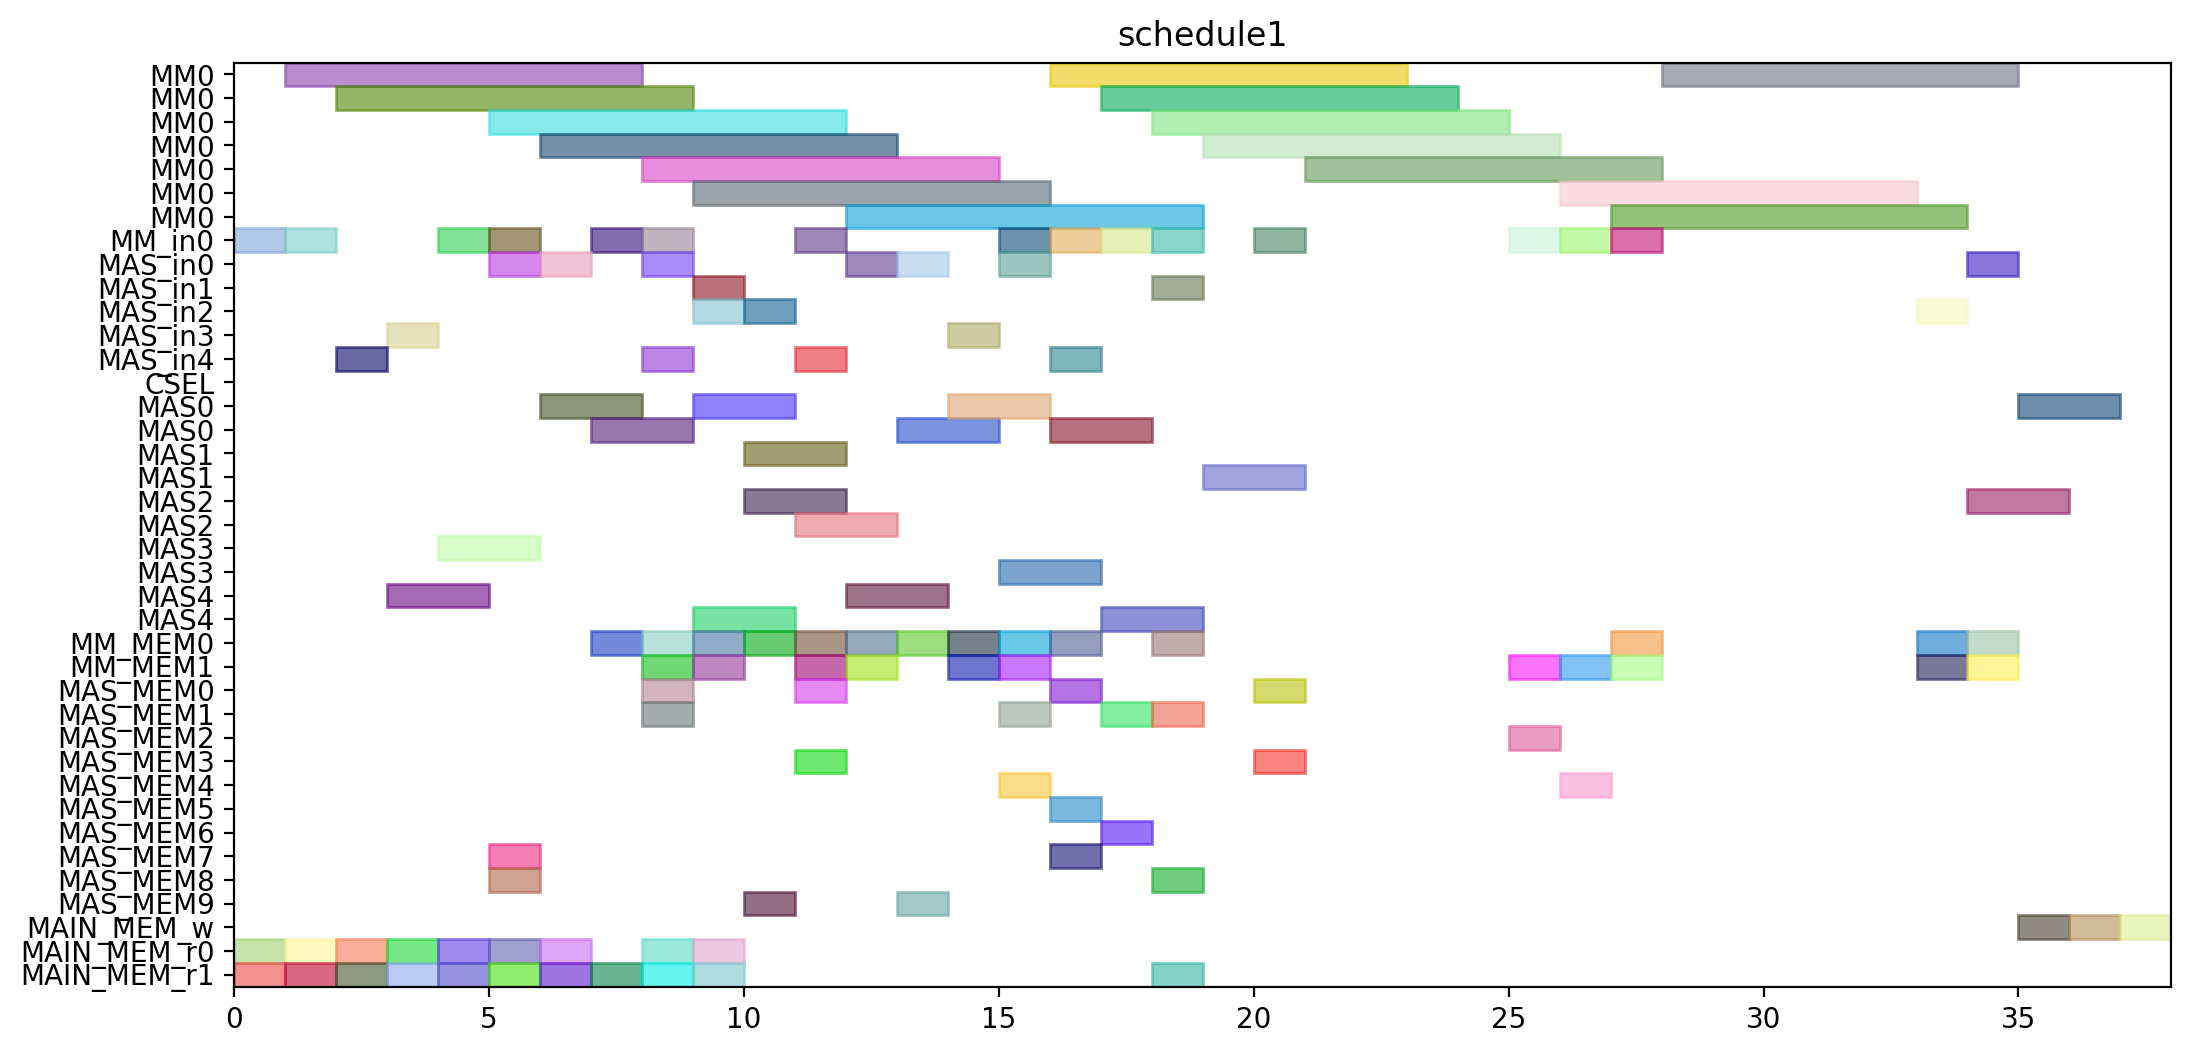 schedule1
MM0
MM0
MM0
MM0
MM0
MM0
MM0
MM_in0
MAS_in0
MAS_in1
MAS_in2
MAS_in3
MAS_in4
CSEL
MAS0
MAS0
MAS1
MAS1
MAS2
MAS2
MAS3
MAS3
MAS4
MAS4
MM_MEM0
MM_MEM1
MAS_MEM0
MAS_MEM1
MAS_MEM2
MAS_MEM3
MAS_MEM4
MAS_MEM5
MAS_MEM6
MAS_MEM7
MAS_MEM8
MAS_MEM9
MAIN_MEM_w
MAIN_MEM_r0
MAIN_MEM_r1
0 5 10 15 20 25 30 35